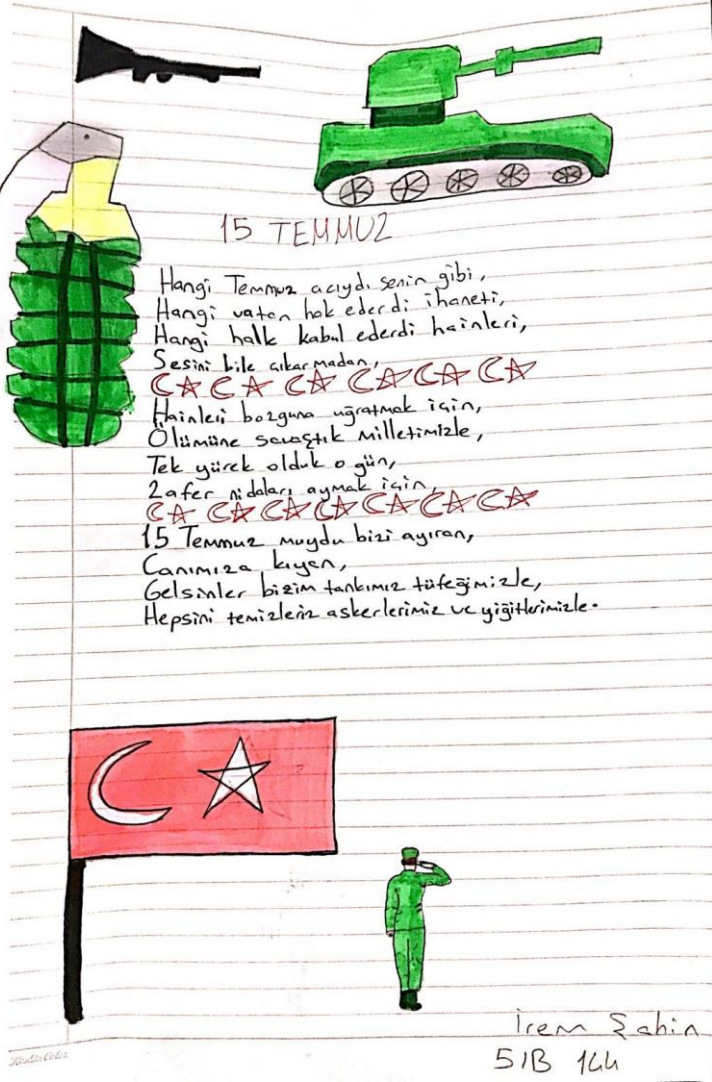 15 TEMMUZ
Hangi Temmuz acıydı senin gibi,
Hangi vatan hak ederdi ihaneti,
Hangi halk kabul ederdi hainleri,
Sesini bile çıkarmadan,
Hainleri bozguna uğratmak için,
Ölümüne savaştık milletimizle,
Tek yürek olduk o gün,
Zafer nidaları aymak için,
15 Temmuz muydu bizi ayıran,
Canımıza kıyan,
Gelsinler bizim tankımız tüfeğimizle,
Hepsini temizleriz askerlerimiz ve yiğitlerimizle.
İrem Şahin
5/B 144